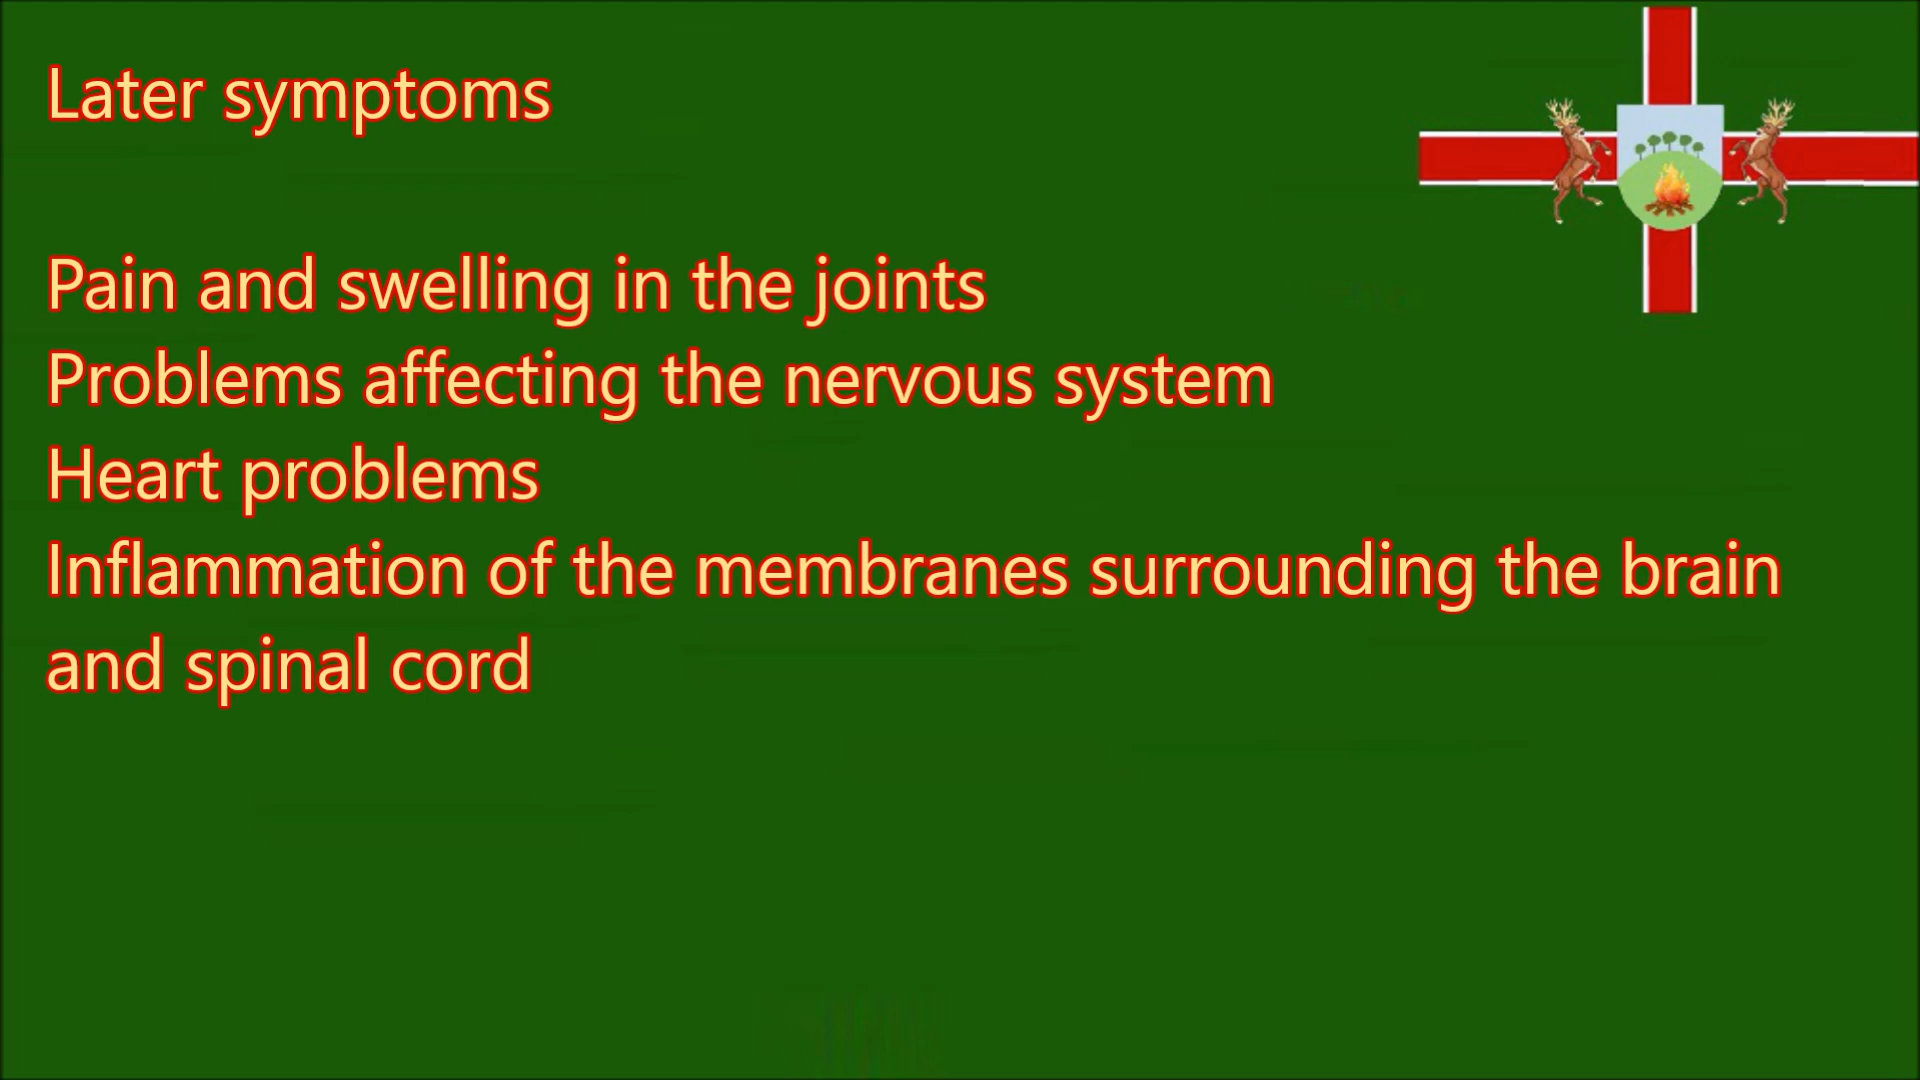 Later symptoms
Pain and swelling in the joints
Problems affecting the nervous system
Heart problems
Inflammation of the membranes surrounding the brain
and spinal cord